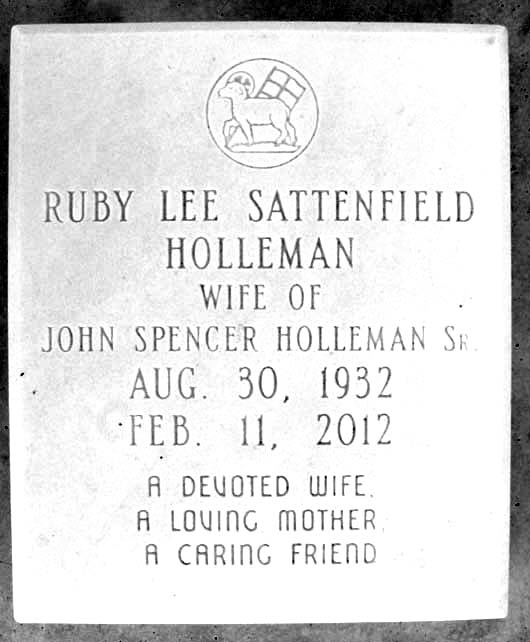 RUBY LEE SATTENFIELD
HOLLEMAN
WIFE OF
JOHN SPENCER HOLLEMAN SR.
AUG. 30, 1932
FEB. 11, 2012
A DEVOTED WIFE,
A LOVING MOTHER,
A CARING FRIEND